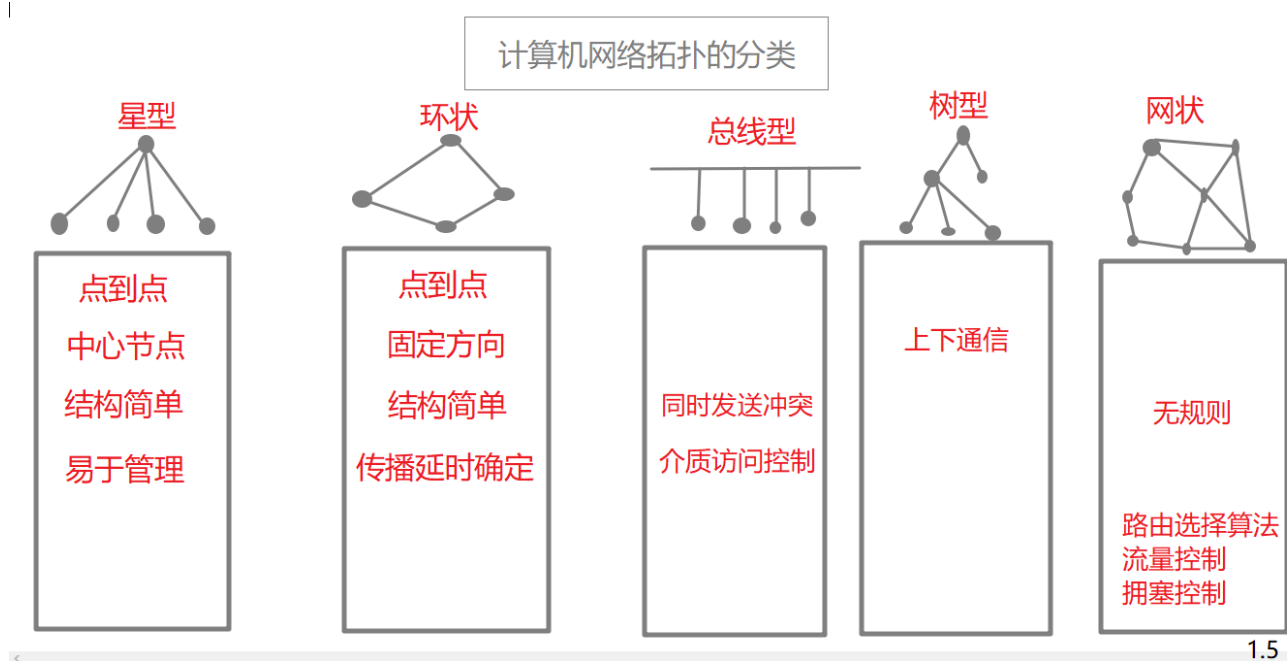 计算机网络拓扑的分类
星型
点到点
中心节点
结构简单
易于管理
环状
点到点
固定方向
结构简单
传播延时确定
总线型
同时发送冲突
介质访问控制
树型
上下通信
网状
无规则
路由选择算法
流量控制
拥塞控制
1.5